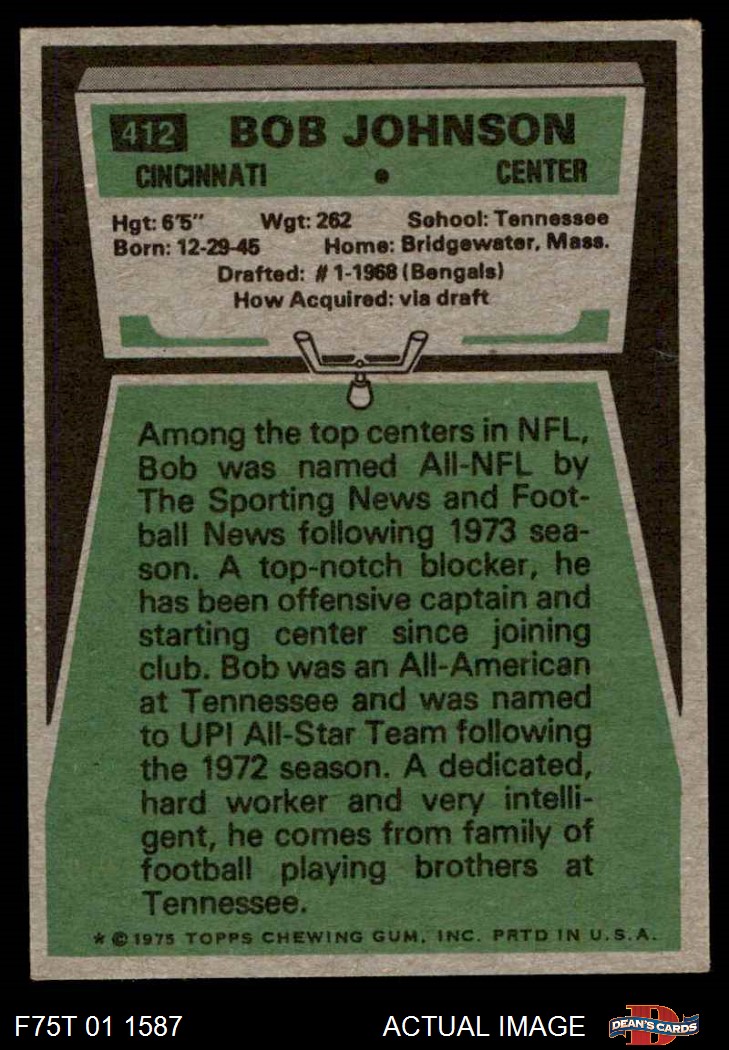 412 BOB JOHNSON
CINCINNATI • CENTER
Hgt: 6'5" Wgt: 262 School: Tennessee
Born: 12-29-45 Home: Bridgewater, Mass.
Drafted: #1-1968 (Bengals)
How Acquired: via draft
Among the top centers in NFL,
Bob was named All-NFL by
The Sporting News and Foot-
ball News following 1973 sea-
son. A top-notch blocker, he
has been offensive captain and
starting center since joining
club. Bob was an All-American
at Tennessee and was named
to UPI All-Star Team following
the 1972 season. A dedicated,
hard worker and very intelli-
gent, he comes from family of
football playing brothers at
Tennessee.
* © 1975 TOPPS CHEWING GUM, INC. PRTD IN U.S.A.
F75T 01 1587 ACTUAL IMAGE D DEAN'S CARDS